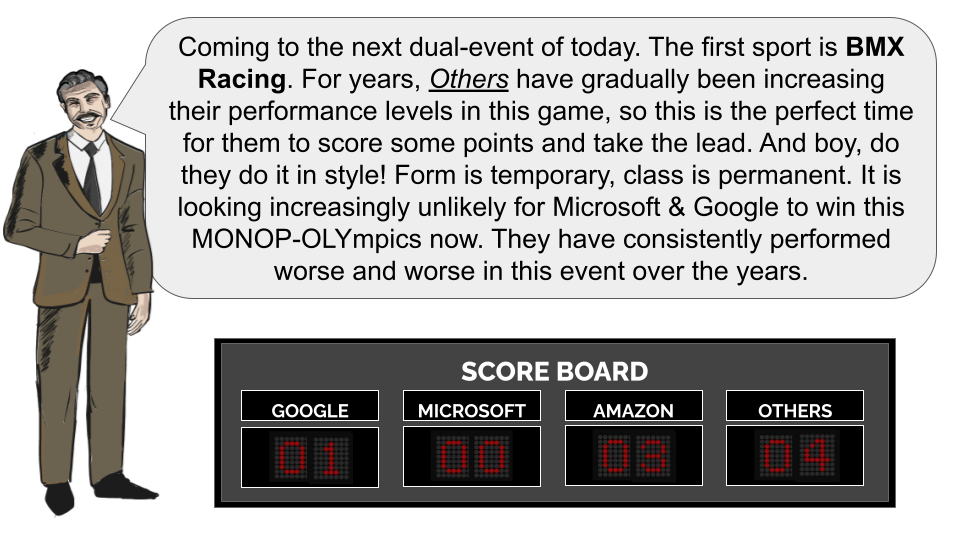 Coming to the next dual-event of today. The first sport is BMX
Racing. For years, Others have gradually been increasing
their performance levels in this game, so this is the perfect time
for them to score some points and take the lead. And boy, do
they do it in style! Form is temporary, class is permanent. It is
looking increasingly unlikely for Microsoft & Google to win this
MONOP-OLYmpics now. They have consistently performed
worse and worse in this event over the years.
SCORE BOARD
GOOGLE MICROSOFT AMAZON OTHERS
01 00 03 04